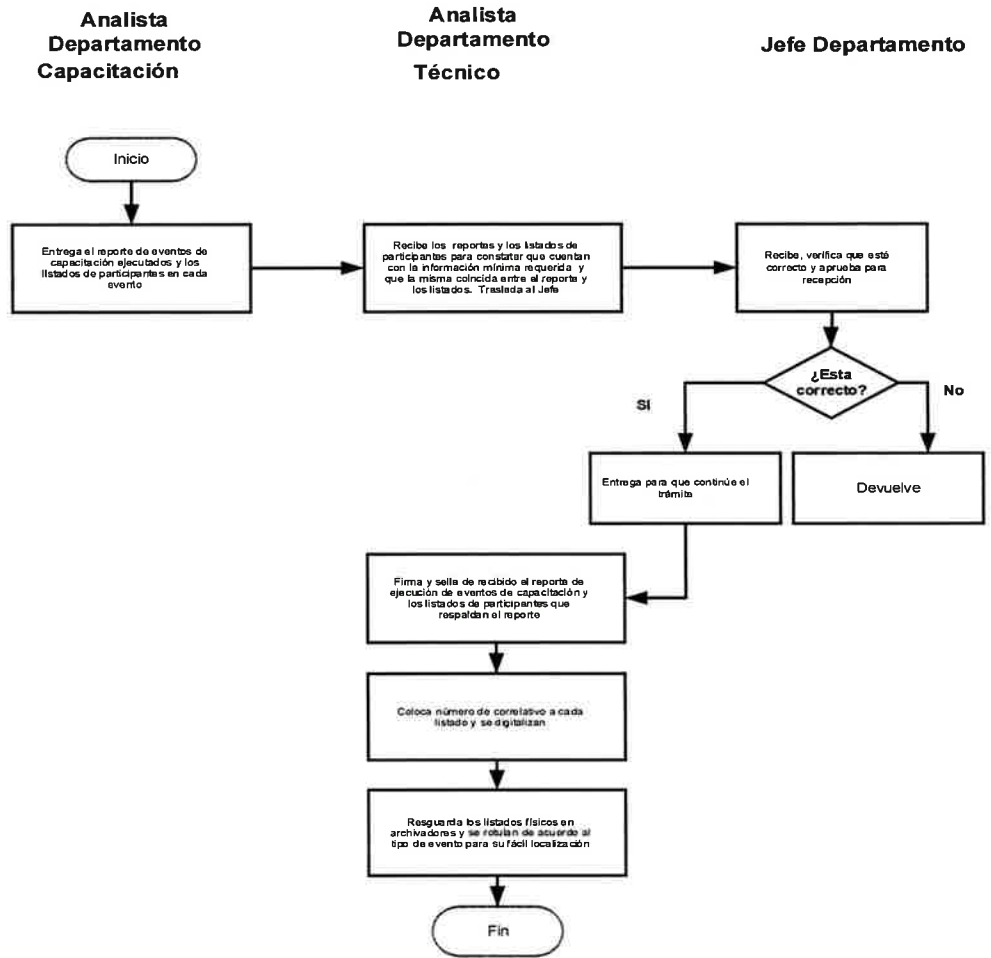 Analista
Departamento
Capacitación
Analista
Departamento
Técnico
Jefe Departamento
Inicio
Entrega el reporte de eventos de
capacitación ejecutados y los
listados de participantes en cada
evento
Recibe los reportes y los listados de
participantes para constatar que cuentan
con la información mínima requerida y
que la misma coincida entre el reporte y
los listados. Traslada al Jefe
Recibe, verifica que esté
correcto y aprueba para
recepción
¿Esta
correcto?
Sí
No
Entrega para que continúe el
trámite
Devuelve
Firma y sella de recibido el reporte de
ejecución de eventos de capacitación y
los listados de participantes que
respaldan el reporte
Coloca número de correlativo a cada
listado y se digitalizan
Resguarda los listados físicos en
archivadores y se rotulan de acuerdo al
tipo de evento para su fácil localización
Fin